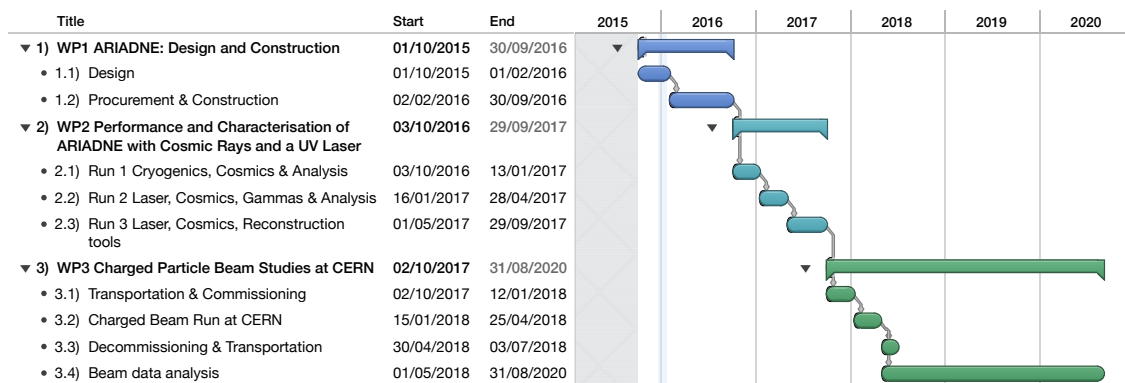 Title Start End 2015 2016 2017 2018 2019 2020
1) WP1 ARIADNE: Design and Construction 01/10/2015 30/09/2016
• 1.1) Design 01/10/2015 01/02/2016
• 1.2) Procurement & Construction 02/02/2016 30/09/2016
2) WP2 Performance and Characterisation of 03/10/2016 29/09/2017
ARIADNE with Cosmic Rays and a UV Laser
• 2.1) Run 1 Cryogenics, Cosmics & Analysis 03/10/2016 13/01/2017
• 2.2) Run 2 Laser, Cosmics, Gammas & Analysis 16/01/2017 28/04/2017
• 2.3) Run 3 Laser, Cosmics, Reconstruction 01/05/2017 29/09/2017
tools
3) WP3 Charged Particle Beam Studies at CERN 02/10/2017 31/08/2020
• 3.1) Transportation & Commissioning 02/10/2017 12/01/2018
• 3.2) Charged Beam Run at CERN 15/01/2018 25/04/2018
• 3.3) Decommissioning & Transportation 30/04/2018 03/07/2018
• 3.4) Beam data analysis 01/05/2018 31/08/2020